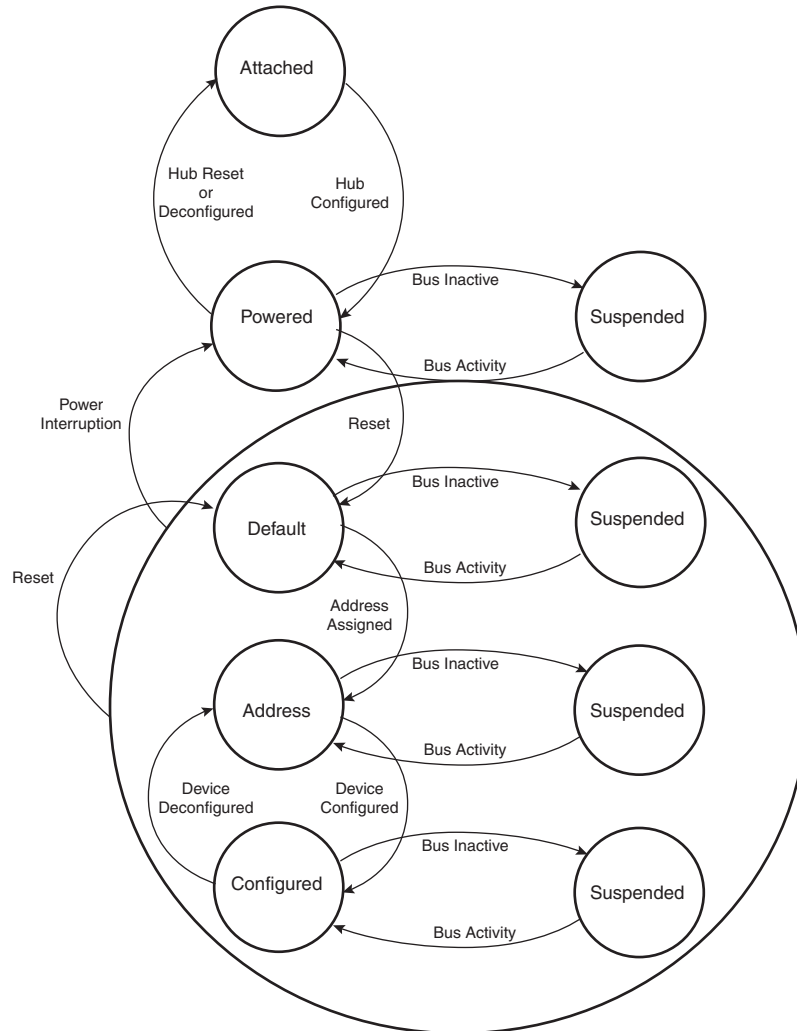 Attached
Hub Reset
or
Deconfigured
Hub
Configured
Bus Inactive
Powered
Suspended
Bus Activity
Power
Interruption
Reset
Bus Inactive
Default
Suspended
Bus Activity
Reset
Address
Assigned
Bus Inactive
Address
Suspended
Bus Activity
Device
Deconfigured
Device
Configured
Bus Inactive
Configured
Suspended
Bus Activity